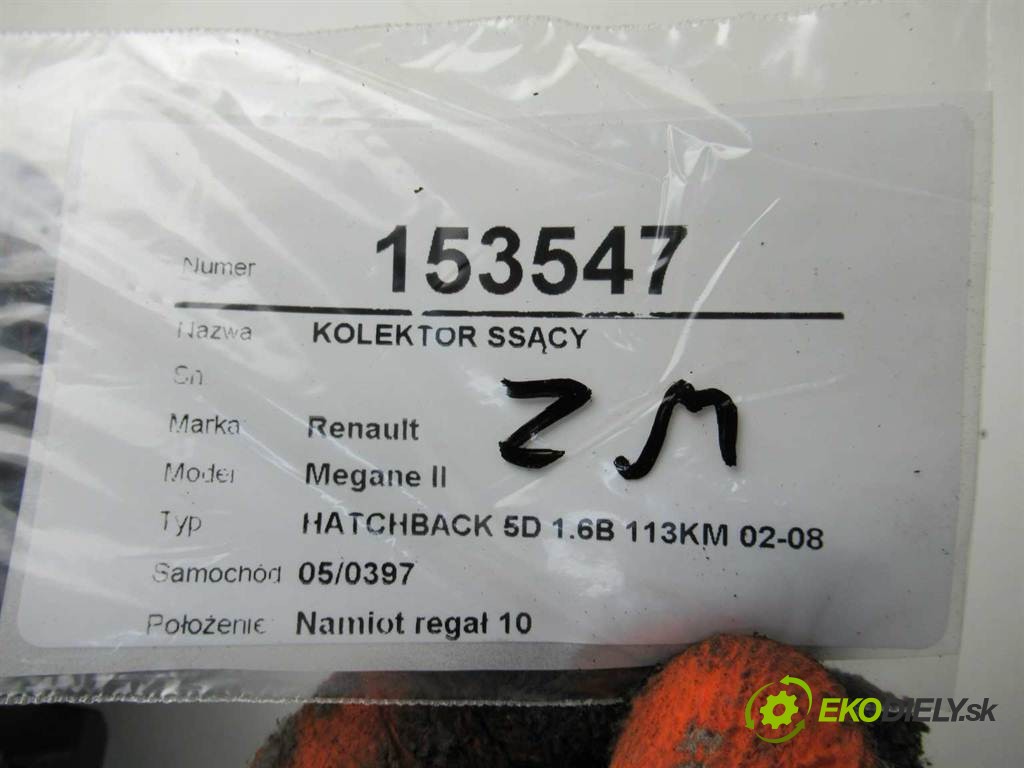 Numer 153547
Nazwa KOLEKTOR SSĄCY
Sn.
ZM
Marka Renault
Model Megane II
Typ HATCHBACK 5D 1.6B 113KM 02-08
Samochód 05/0397
Położenie Namiot regał 10
EKODIELY.sk